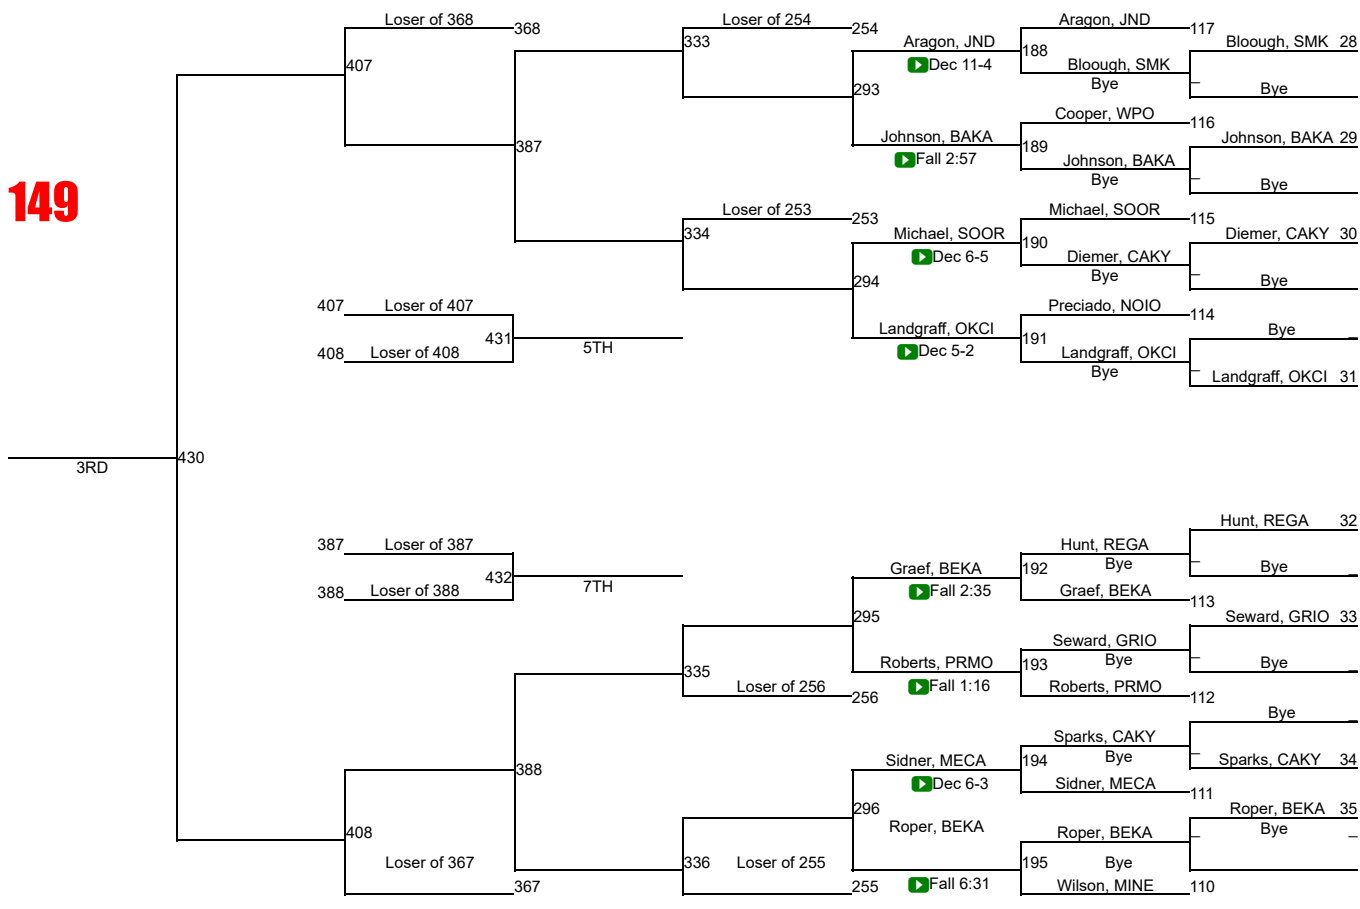 Loser of 368
368
Loser of 254
254
Aragon, JND
117
333
Aragon, JND
188
Bloough, SMK 28
Dec 11-4
Bloough, SMK
Bye
_
Bye
407
293
Cooper, WPO
116
387
Johnson, BAKA
189
Johnson, BAKA 29
Fall 2:57
Johnson, BAKA
Bye
_
Bye
149
Loser of 253
253
Michael, SOOR
115
334
Michael, SOOR
190
Diemer, CAKY 30
Dec 6-5
Diemer, CAKY
Bye
_
Bye
294
407 Loser of 407
Preciado, NOIO
114
431
5TH
Landgraff, OKCI
191
Bye _
408 Loser of 408
Dec 5-2
Landgraff, OKCI
Bye
_
Landgraff, OKCI 31
3RD
430
Hunt, REGA 32
387 Loser of 387
Hunt, REGA
432
7TH
Graef, BEKA
192
Bye
_
Bye _
388 Loser of 388
Fall 2:35
Graef, BEKA
113
295
Seward, GRIO 33
Seward, GRIO
335
Roberts, PRMO
193
Bye
_
Bye _
Loser of 256
256
Fall 1:16
Roberts, PRMO
112
Bye _
Sparks, CAKY
388
Sidner, MECA
194
Bye
_
Sparks, CAKY 34
Dec 6-3
Sidner, MECA
111
296
Roper, BEKA 35
408
Roper, BEKA
Roper, BEKA
_
Bye _
Loser of 367
336
Loser of 255
195
Bye
367
255
Fall 6:31
Wilson, MINE
110